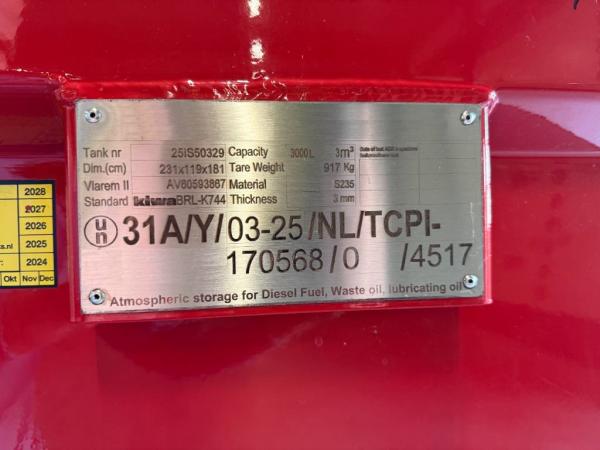 Tank nr 25IS50329 Capacity 3000 L 3m³
Dim.(cm) 231x119x181 Tare Weight 917 Kg
Vlarem II AV80593887 Material S235
Standard kiwa BRL-K744 Thickness 3 mm
un 31A/Y/03-25/NL/TCPI-
170568/0 /4517
Atmospheric storage for Diesel Fuel, Waste oil, lubricating oil
2028
2027
2026
2025
2024
Okt Nov Dec